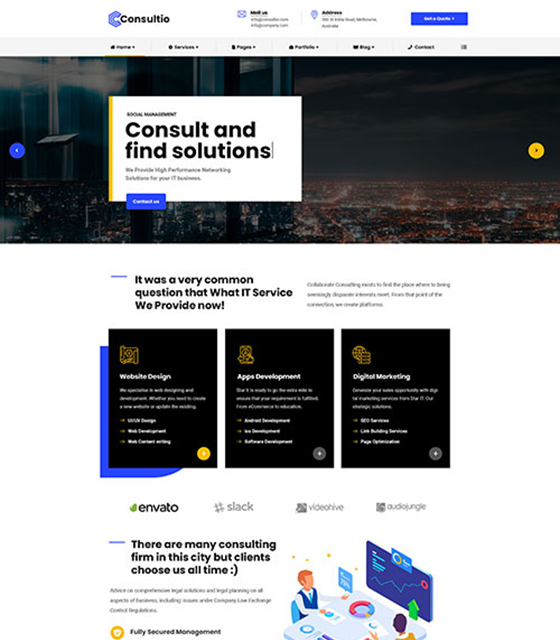 Consultio
Mail us
info@consultio.com
info@company.com
Address
380 St Kilda Road, Melbourne,
Australia
Get a Quote
Home
Services
Pages
Portfolio
Blog
Contact
SOCIAL MANAGEMENT
Consult and
find solutions
We Provide High Performance Networking
Solutions for your IT business.
Contact us
It was a very common
question that What IT Service
We Provide now!
Collaborate Consulting exists to find the place where to being
seemingly disparate interests meet. From that point of the
connection, we create platforms.
Website Design
We specialise in web designing and
development. Whether you need to create
a new website or update the existing.
UI/UX Design
Web Development
Web Content writing
Apps Development
Star It is ready to go the extra mile to
ensure that your requirement is fulfilled.
From eCommerce to education.
Android Development
ios Development
Software Development
Digital Marketing
Generate your sales opportunity with digi
tal marketing services from Star IT. Our
strategic solutions.
SEO Services
Link Building Services
Page Optimization
envato
slack
videohive
audiojungle
There are many consulting
firm in this city but clients
choose us all time :)
Advice on comprehensive legal solutions and legal planning on all
aspects of business, including: issues under Company Law Exchange
Control Regulations.
Fully Secured Management